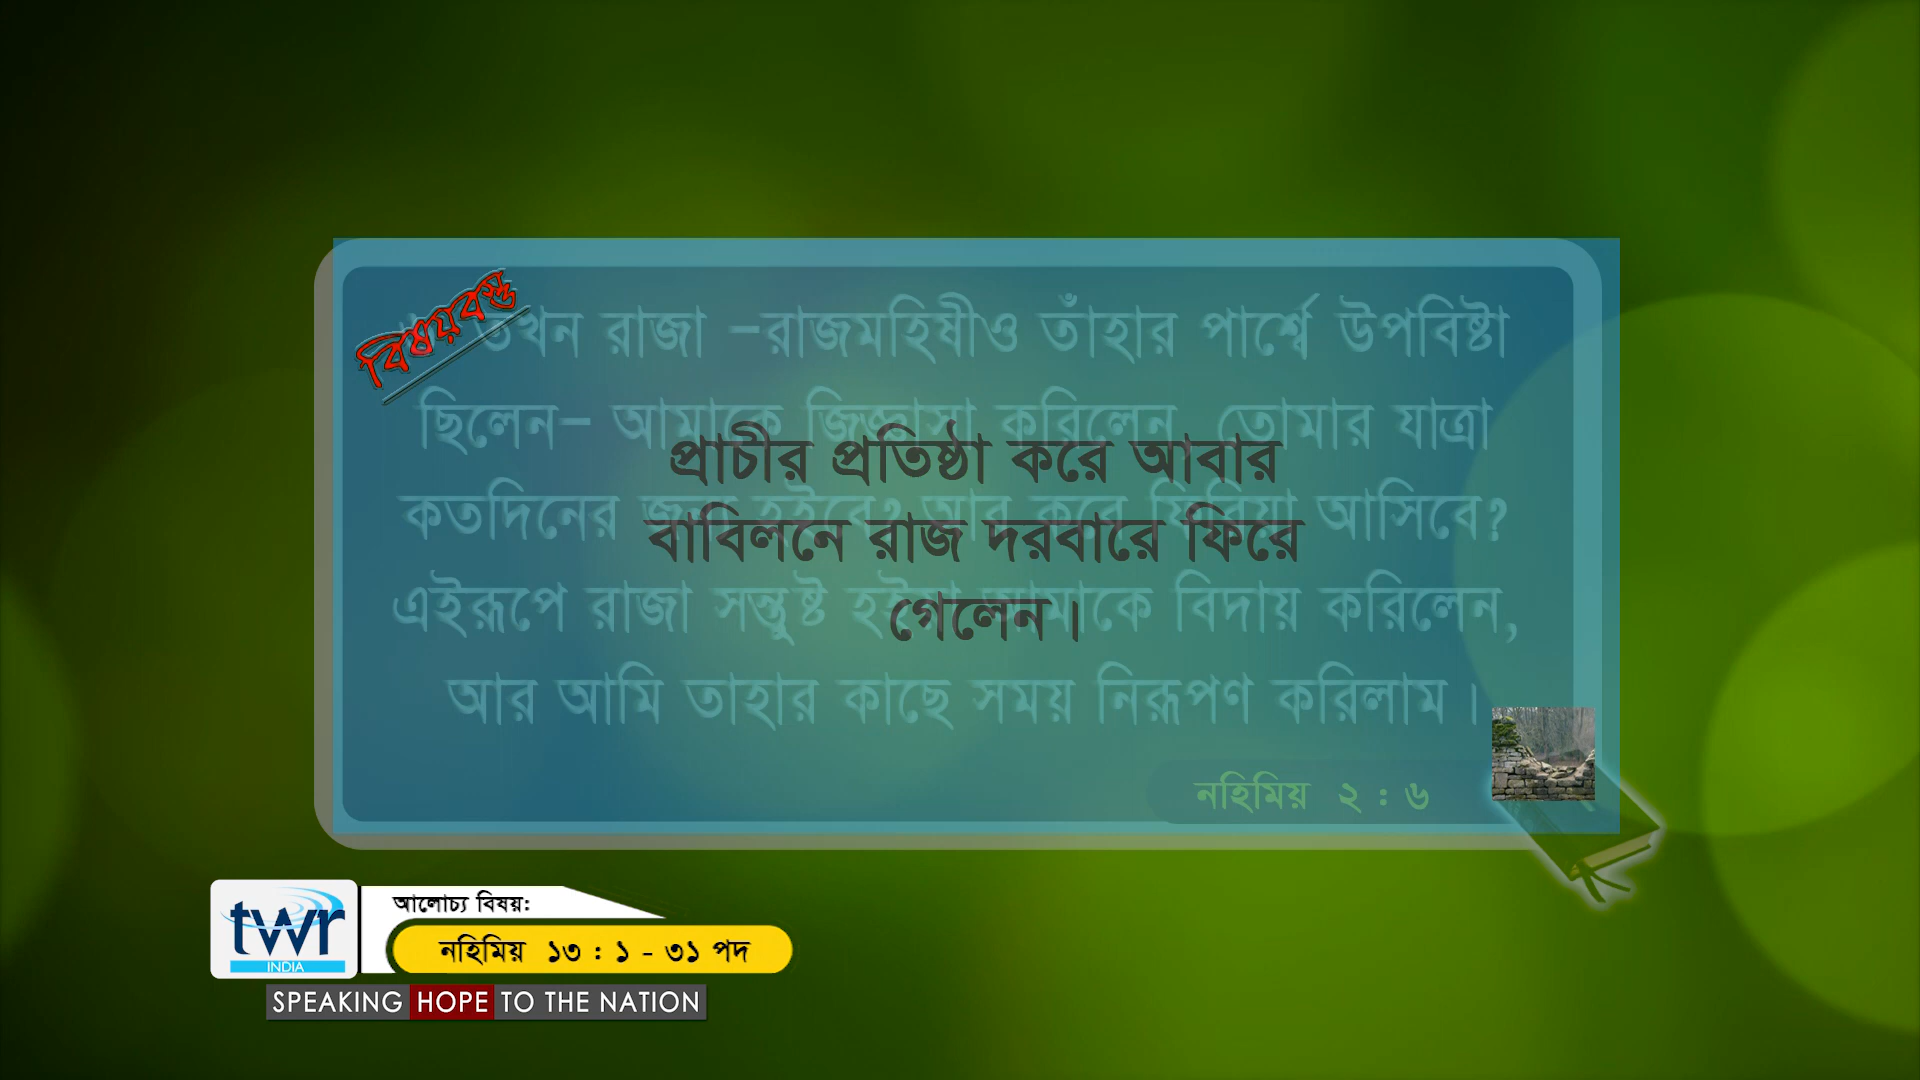 বিষয়বস্তু
তখন রাজা -রাজমহিষীও তাঁহার পার্শ্বে উপবিষ্টা
ছিলেন- আমাকে জিজ্ঞাসা করিলেন, তোমার যাত্রা
কতদিনের জন্য হইবে? আর কবে ফিরিয়া আসিবে?
এইরূপে রাজা সন্তুষ্ট হইয়া আমাকে বিদায় করিলেন,
আর আমি তাহার কাছে সময় নিরূপণ করিলাম।
নহিমিয় ২ : ৬
প্রাচীর প্রতিষ্ঠা করে আবার
বাবিলনে রাজ দরবারে ফিরে
গেলেন।
twr
INDIA
আলোচ্য বিষয়:
নহিমিয় ১৩ : ১ - ৩১ পদ
SPEAKING HOPE TO THE NATION